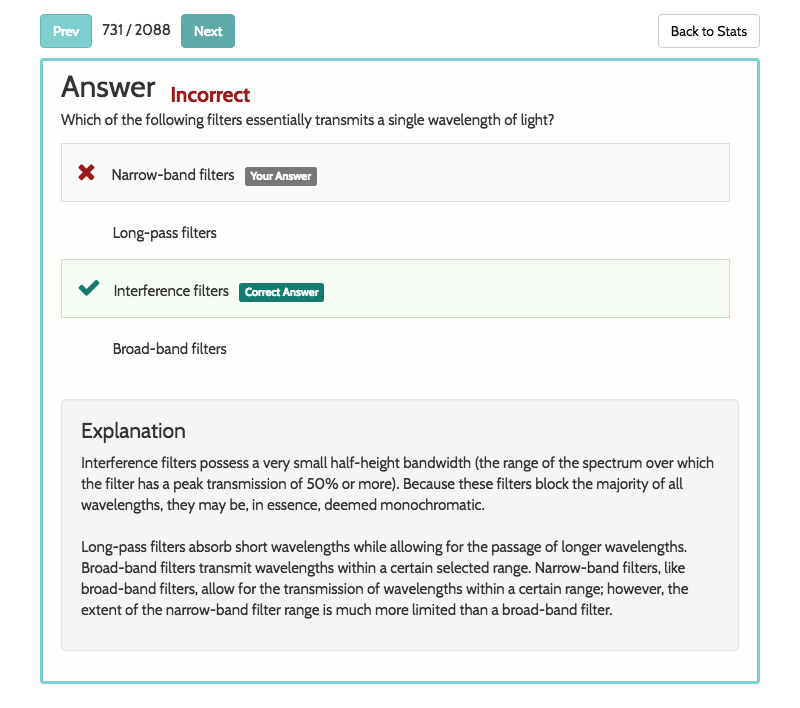 Prev 731 / 2088 Next Back to Stats
Answer Incorrect
Which of the following filters essentially transmits a single wavelength of light?
Narrow-band filters Your Answer
Long-pass filters
Interference filters Correct Answer
Broad-band filters
Explanation
Interference filters possess a very small half-height bandwidth (the range of the spectrum over which
the filter has a peak transmission of 50% or more). Because these filters block the majority of all
wavelengths, they may be, in essence, deemed monochromatic.
Long-pass filters absorb short wavelengths while allowing for the passage of longer wavelengths.
Broad-band filters transmit wavelengths within a certain selected range. Narrow-band filters, like
broad-band filters, allow for the transmission of wavelengths within a certain range; however, the
extent of the narrow-band filter range is much more limited than a broad-band filter.